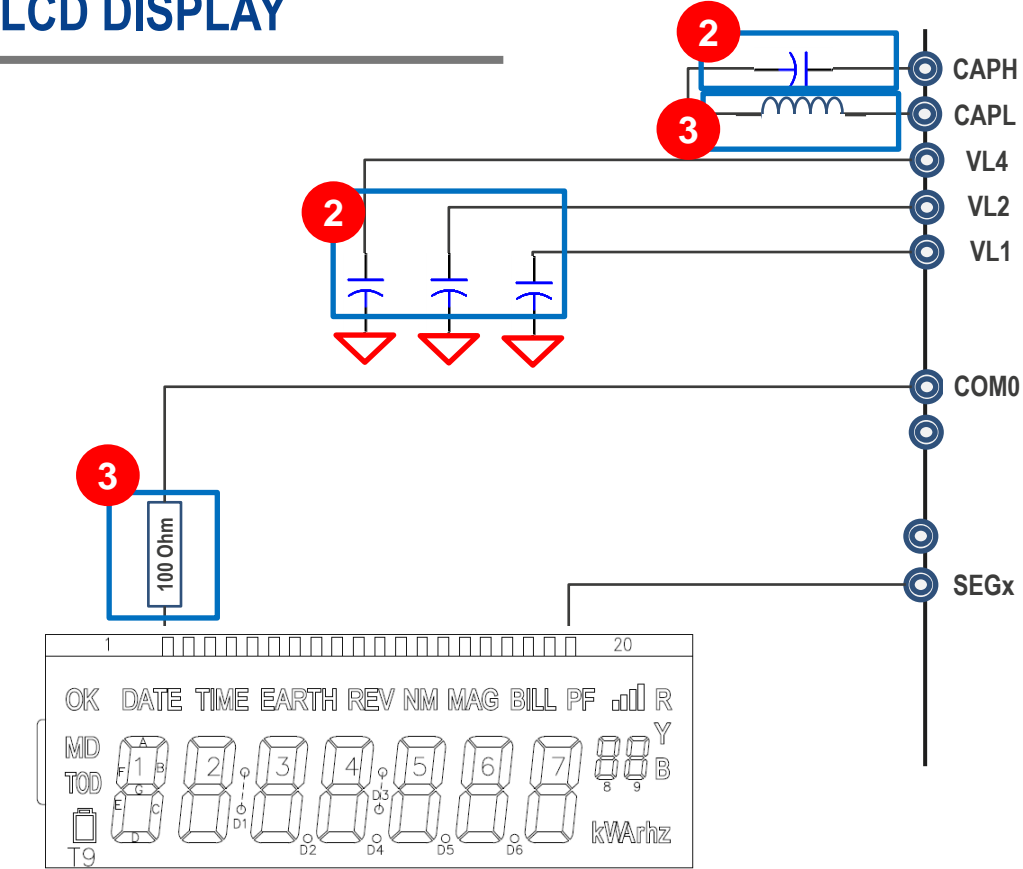 LCD DISPLAY
2
CAPH
3
CAPL
VL4
2
VL2
VL1
COM0
3
100 Ohm
SEGx
1
20
OK DATE TIME EARTH REV NM MAG BILL PF R
MD
Y
TOD
B
A
F
1
B
G
E
C
D
2
3
4
5
6
7
8
9
D1
D2
D3
D4
D5
D6
kWArhz
T9